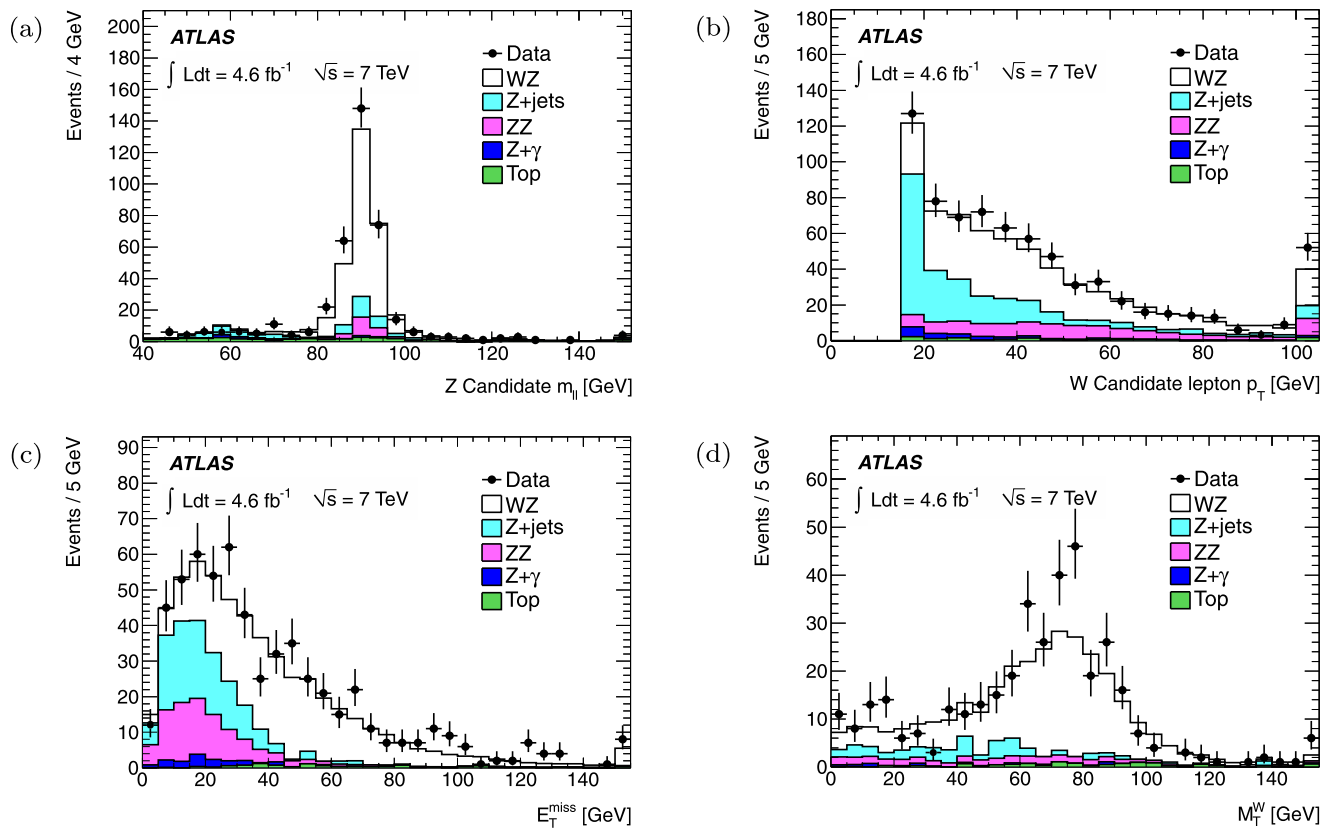 (a)
Events / 4 GeV
ATLAS
∫ Ldt = 4.6 fb⁻¹ √s = 7 TeV
Data
WZ
Z+jets
ZZ
Z+γ
Top
200
180
160
140
120
100
80
60
40
20
0
40 60 80 100 120 140
Z Candidate m_ll [GeV]
(b)
Events / 5 GeV
ATLAS
∫ Ldt = 4.6 fb⁻¹ √s = 7 TeV
Data
WZ
Z+jets
ZZ
Z+γ
Top
180
160
140
120
100
80
60
40
20
0
0 20 40 60 80 100
W Candidate lepton p_T [GeV]
(c)
Events / 5 GeV
ATLAS
∫ Ldt = 4.6 fb⁻¹ √s = 7 TeV
Data
WZ
Z+jets
ZZ
Z+γ
Top
90
80
70
60
50
40
30
20
10
0
0 20 40 60 80 100 120 140
E_T^miss [GeV]
(d)
Events / 5 GeV
ATLAS
∫ Ldt = 4.6 fb⁻¹ √s = 7 TeV
Data
WZ
Z+jets
ZZ
Z+γ
Top
60
50
40
30
20
10
0
0 20 40 60 80 100 120 140
M_T^W [GeV]